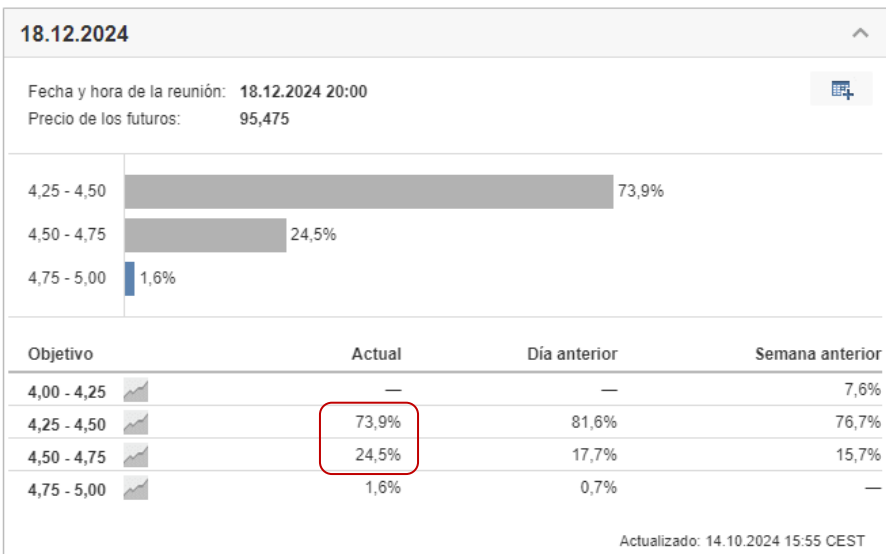 18.12.2024
Fecha y hora de la reunión: 18.12.2024 20:00
Precio de los futuros: 95,475
4,25 - 4,50 73,9%
4,50 - 4,75 24,5%
4,75 - 5,00 1,6%
Objetivo Actual Día anterior Semana anterior
4,00 - 4,25 — — 7,6%
4,25 - 4,50 73,9% 81,6% 76,7%
4,50 - 4,75 24,5% 17,7% 15,7%
4,75 - 5,00 1,6% 0,7% —
Actualizado: 14.10.2024 15:55 CEST